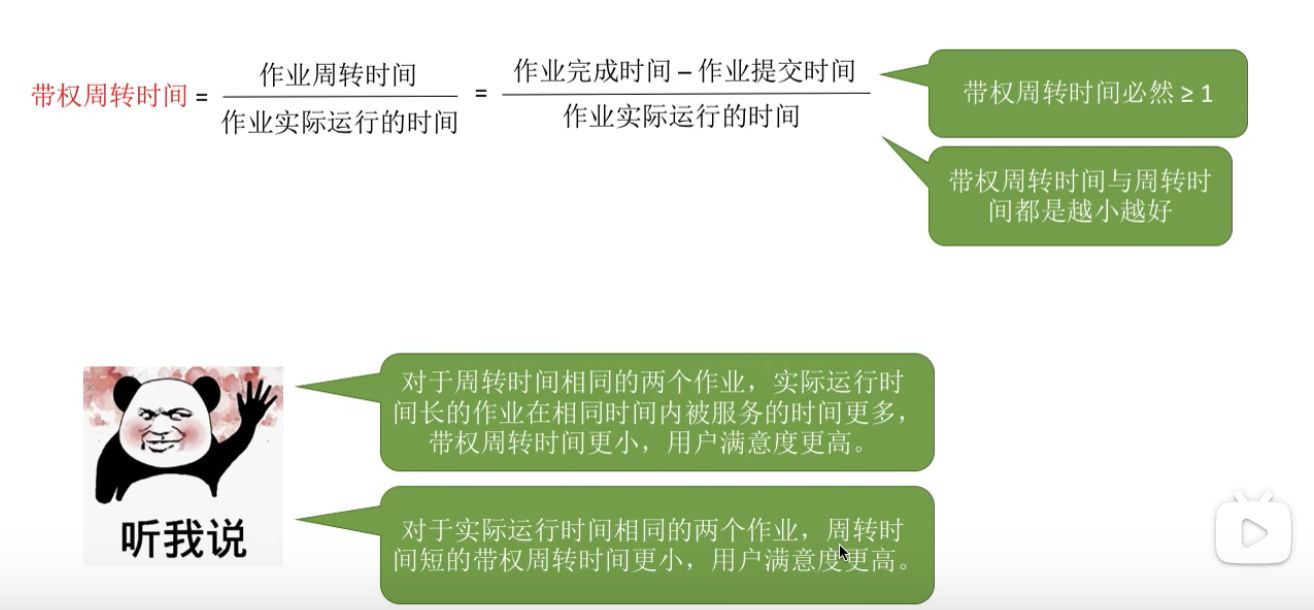 带权周转时间 = 作业周转时间 / 作业实际运行的时间 = 作业完成时间 – 作业提交时间 / 作业实际运行的时间
带权周转时间必然 ≥ 1
带权周转时间与周转时
间都是越小越好
对于周转时间相同的两个作业，实际运行时
间长的作业在相同时间内被服务的时间更多，
带权周转时间更小，用户满意度更高。
听我说
对于实际运行时间相同的两个作业，周转时
间短的带权周转时间更小，用户满意度更高。